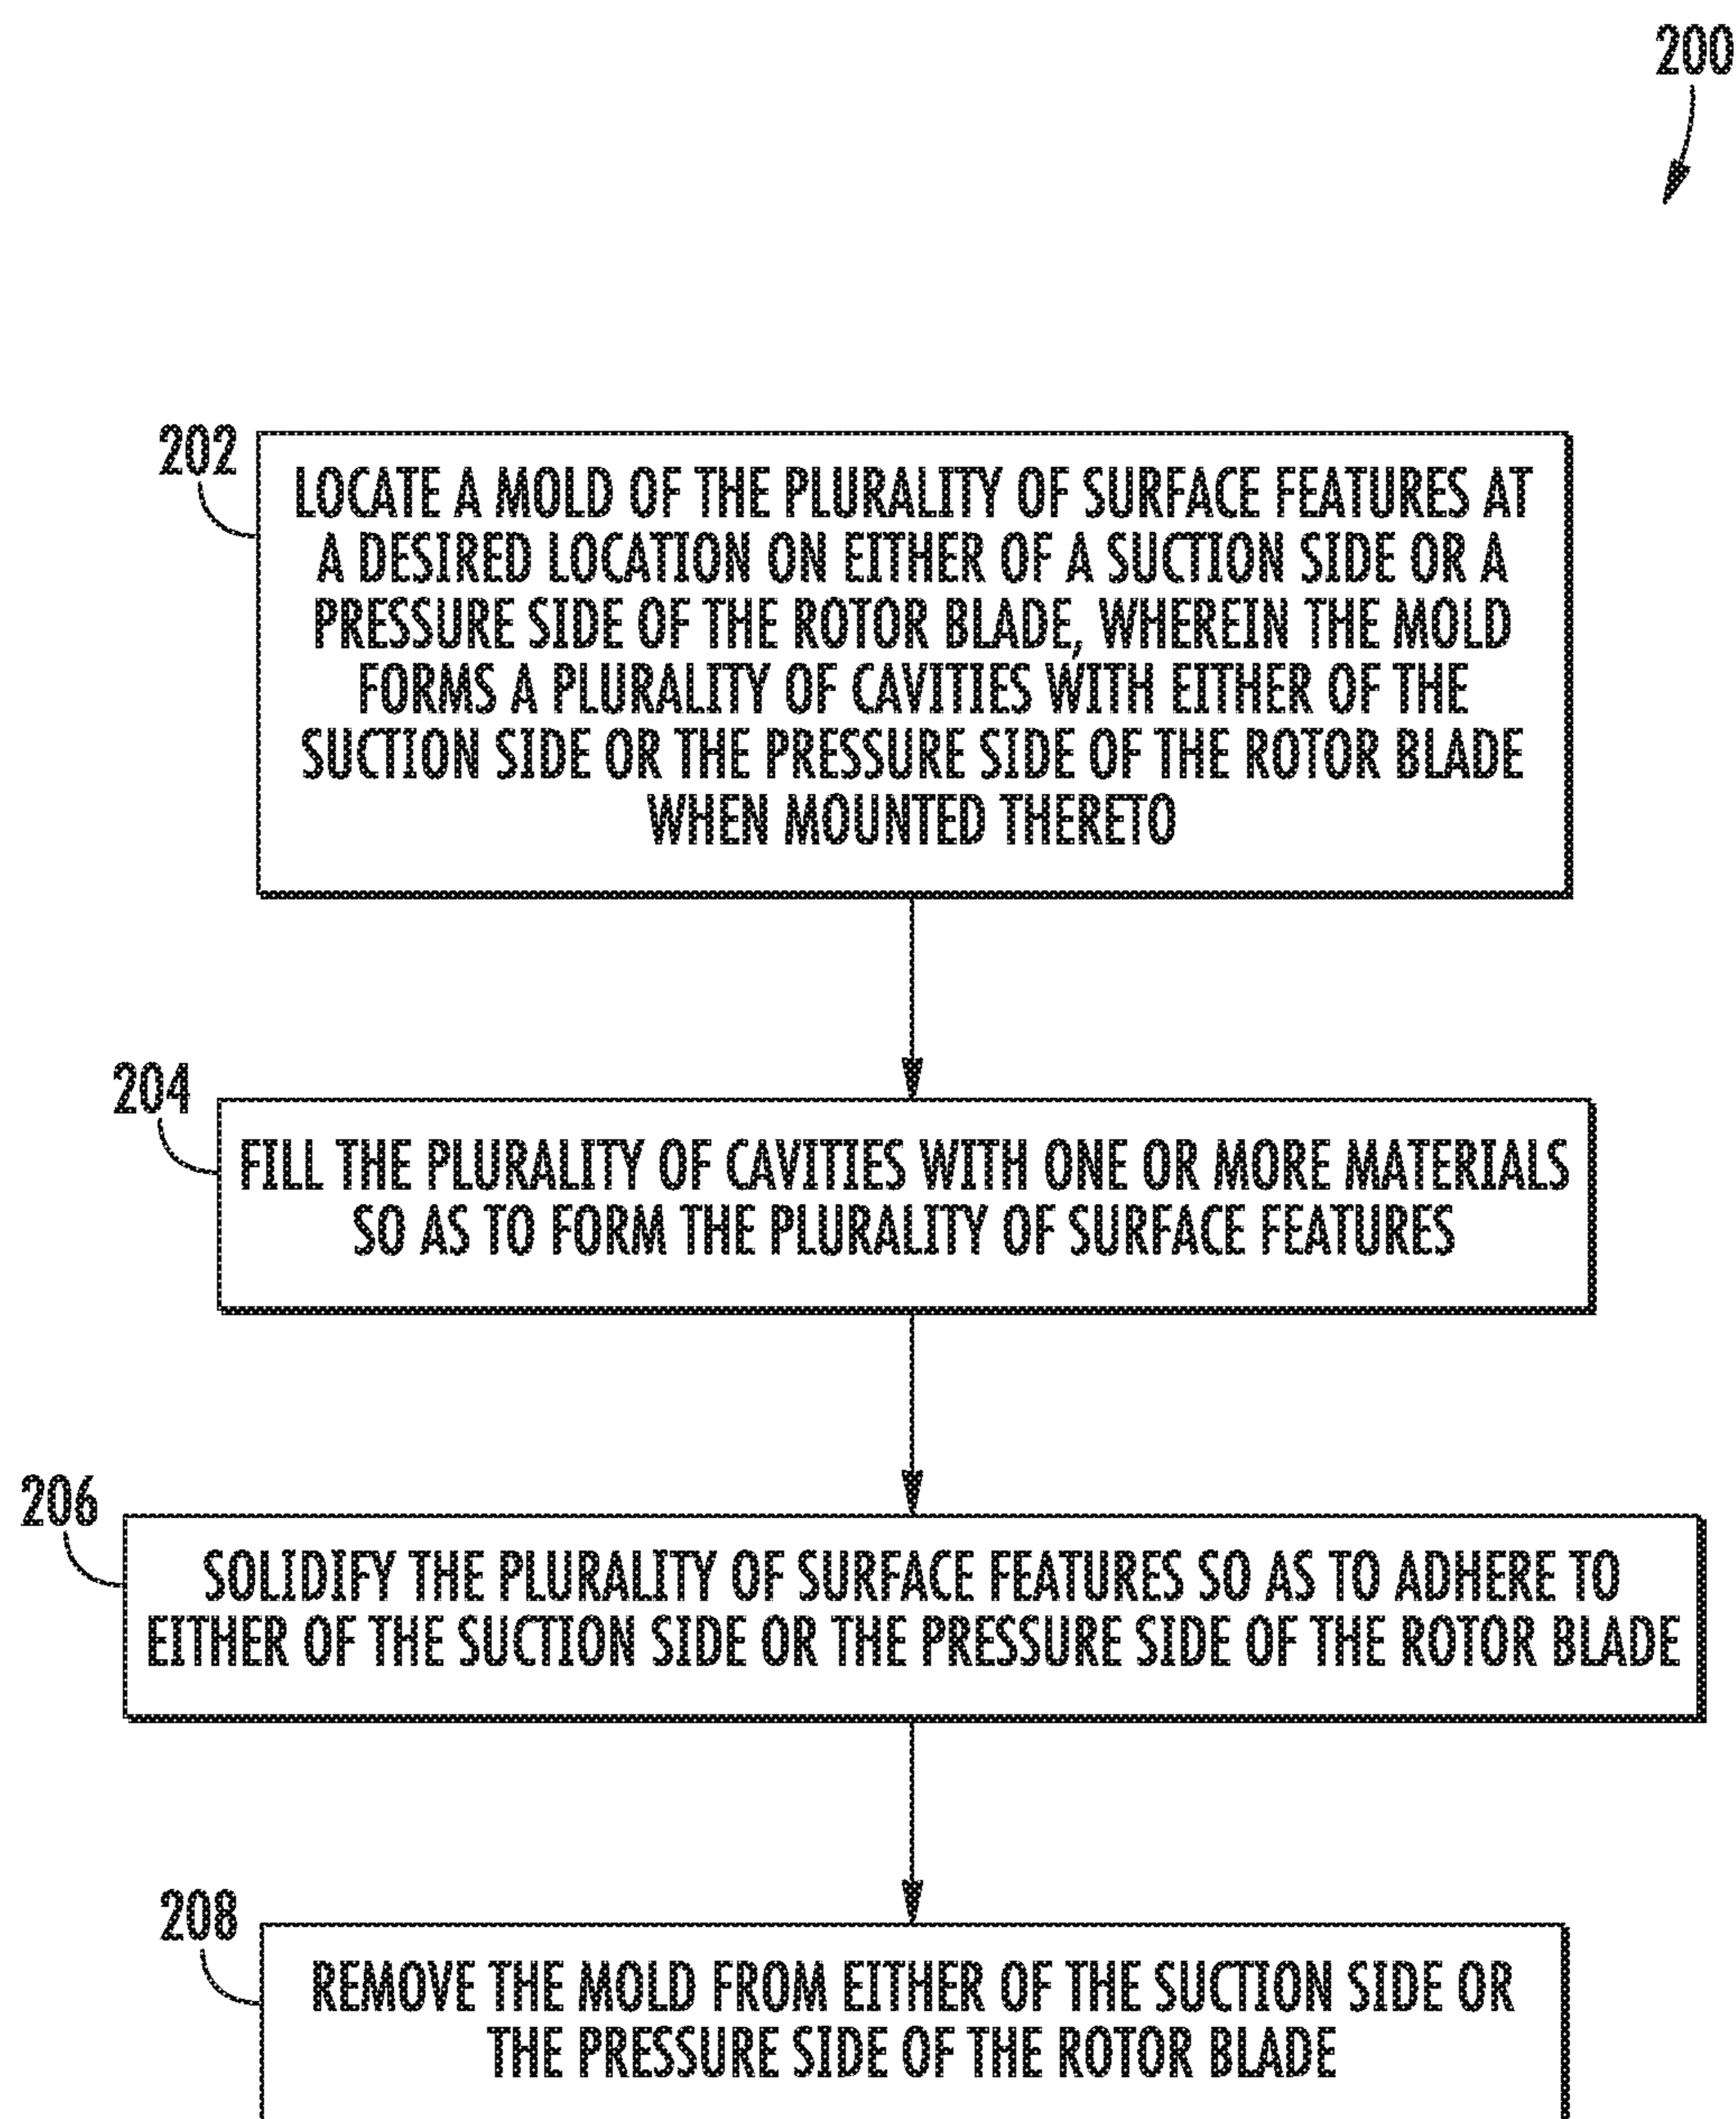 200
202
LOCATE A MOLD OF THE PLURALITY OF SURFACE FEATURES AT
A DESIRED LOCATION ON EITHER OF A SUCTION SIDE OR A
PRESSURE SIDE OF THE ROTOR BLADE, WHEREIN THE MOLD
FORMS A PLURALITY OF CAVITIES WITH EITHER OF THE
SUCTION SIDE OR THE PRESSURE SIDE OF THE ROTOR BLADE
WHEN MOUNTED THERETO
204
FILL THE PLURALITY OF CAVITIES WITH ONE OR MORE MATERIALS
SO AS TO FORM THE PLURALITY OF SURFACE FEATURES
206
SOLIDIFY THE PLURALITY OF SURFACE FEATURES SO AS TO ADHERE TO
EITHER OF THE SUCTION SIDE OR THE PRESSURE SIDE OF THE ROTOR BLADE
208
REMOVE THE MOLD FROM EITHER OF THE SUCTION SIDE OR
THE PRESSURE SIDE OF THE ROTOR BLADE